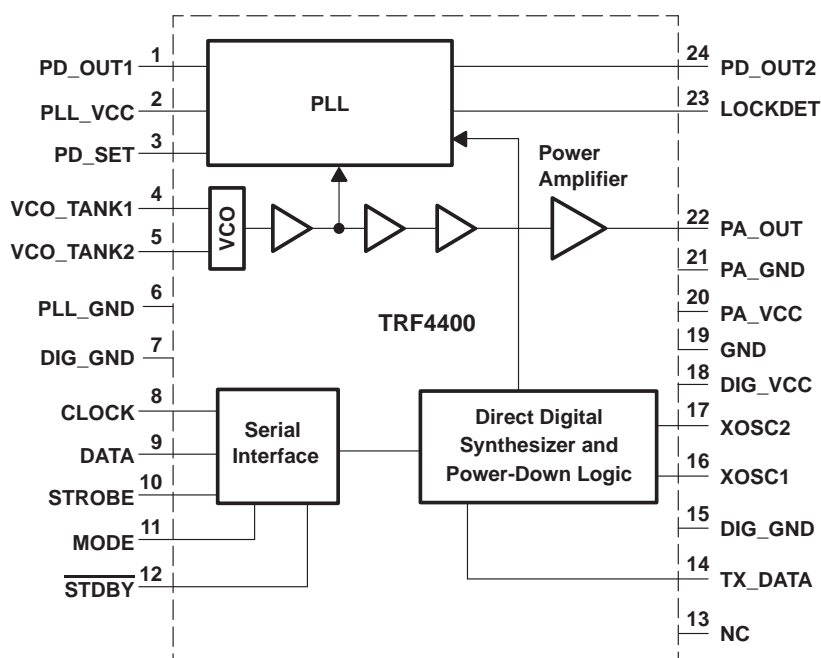 1
PD_OUT1
2
PLL_VCC
3
PD_SET
4
VCO_TANK1
5
VCO_TANK2
6
PLL_GND
7
DIG_GND
8
CLOCK
9
DATA
10
STROBE
11
MODE
12
STDBY
PLL
VCO
Power
Amplifier
TRF4400
Serial
Interface
Direct Digital
Synthesizer and
Power-Down Logic
24
PD_OUT2
23
LOCKDET
22
PA_OUT
21
PA_GND
20
PA_VCC
19
GND
18
DIG_VCC
17
XOSC2
16
XOSC1
15
DIG_GND
14
TX_DATA
13
NC